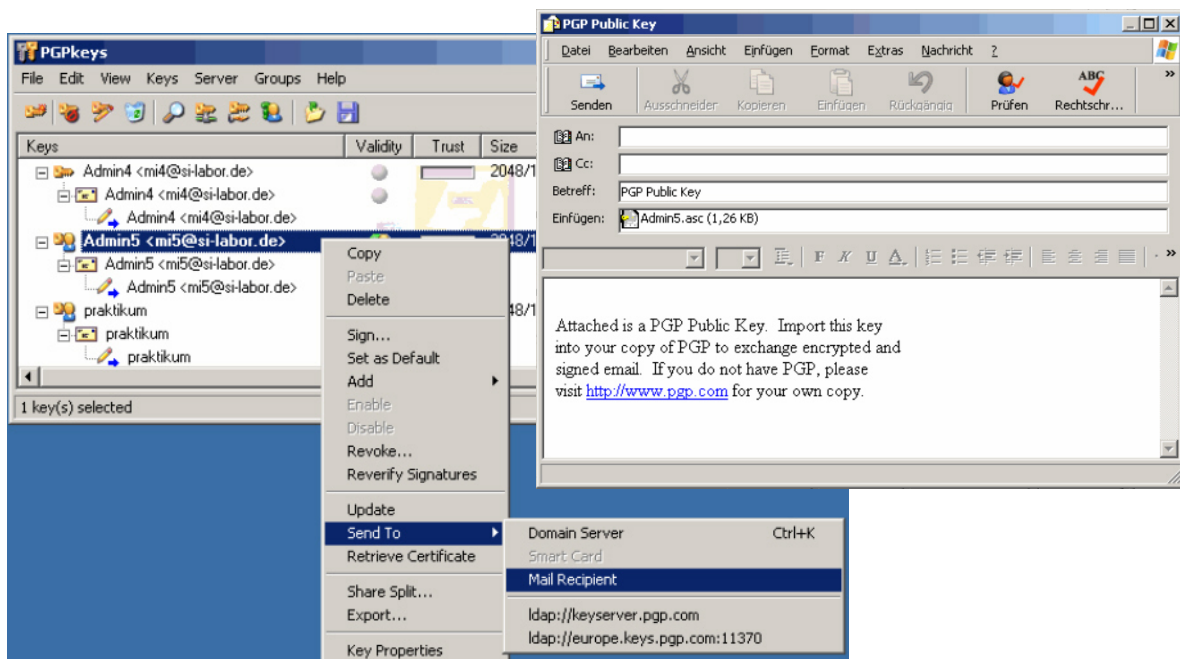 PGPkeys
File Edit View Keys Server Groups Help
Keys Validity Trust Size
Admin4 <mi4@si-labor.de> 2048/1
Admin4 <mi4@si-labor.de>
Admin4 <mi4@si-labor.de>
Admin5 <mi5@si-labor.de> 2048/1
Admin5 <mi5@si-labor.de>
Admin5 <mi5@si-labor.de>
praktikum 48/1
praktikum
praktikum
1 key(s) selected
Copy
Paste
Delete
Sign...
Set as Default
Add
Enable
Disable
Revoke...
Reverify Signatures
Update
Send To
Retrieve Certificate
Share Split...
Export...
Key Properties
Domain Server Ctrl+K
Smart Card
Mail Recipient
ldap://keyserver.pgp.com
ldap://europe.keys.pgp.com:11370
PGP Public Key
Datei Bearbeiten Ansicht Einfügen Format Extras Nachricht ?
Senden Ausschneider Kopieren Einfügen Rückgängig Prüfen ABC Rechtschr... »
An:
Cc:
Betreff: PGP Public Key
Einfügen: Admin5.asc (1,26 KB)
F K U A »
Attached is a PGP Public Key. Import this key
into your copy of PGP to exchange encrypted and
signed email. If you do not have PGP, please
visit http://www.pgp.com for your own copy.